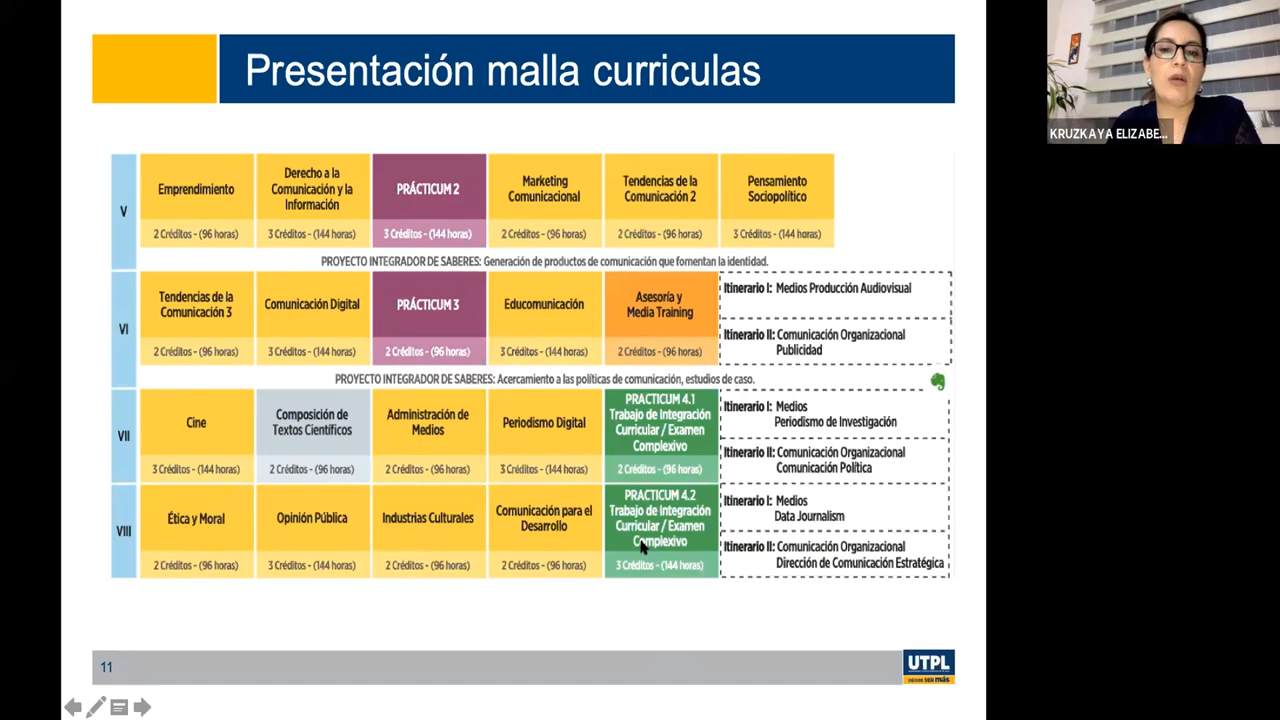 Presentación malla curriculas
KRUZKAYA ELIZABE...
V
Emprendimiento
2 Créditos - (96 horas)
Derecho a la
Comunicación y la
Información
3 Créditos - (144 horas)
PRÁCTICUM 2
3 Créditos - (144 horas)
Marketing
Comunicacional
2 Créditos - (96 horas)
Tendencias de la
Comunicación 2
2 Créditos - (96 horas)
Pensamiento
Sociopolítico
3 Créditos - (144 horas)
PROYECTO INTEGRADOR DE SABERES: Generación de productos de comunicación que fomentan la identidad.
VI
Tendencias de la
Comunicación 3
2 Créditos - (96 horas)
Comunicación Digital
3 Créditos - (144 horas)
PRÁCTICUM 3
2 Créditos - (96 horas)
Educomunicación
3 Créditos - (144 horas)
Asesoría y
Media Training
2 Créditos - (96 horas)
Itinerario I: Medios Producción Audiovisual
Itinerario II: Comunicación Organizacional
Publicidad
PROYECTO INTEGRADOR DE SABERES: Acercamiento a las políticas de comunicación, estudios de caso.
VII
Cine
3 Créditos - (144 horas)
Composición de
Textos Científicos
2 Créditos - (96 horas)
Administración de
Medios
2 Créditos - (96 horas)
Periodismo Digital
3 Créditos - (144 horas)
PRACTICUM 4.1
Trabajo de Integración
Curricular / Examen
Complexivo
2 Créditos - (96 horas)
Itinerario I: Medios
Periodismo de Investigación
Itinerario II: Comunicación Organizacional
Comunicación Política
VIII
Ética y Moral
2 Créditos - (96 horas)
Opinión Pública
3 Créditos - (144 horas)
Industrias Culturales
2 Créditos - (96 horas)
Comunicación para el
Desarrollo
2 Créditos - (96 horas)
PRACTICUM 4.2
Trabajo de Integración
Curricular / Examen
Complexivo
3 Créditos - (144 horas)
Itinerario I: Medios
Data Journalism
Itinerario II: Comunicación Organizacional
Dirección de Comunicación Estratégica
11
UTPL
DECIDE SER más